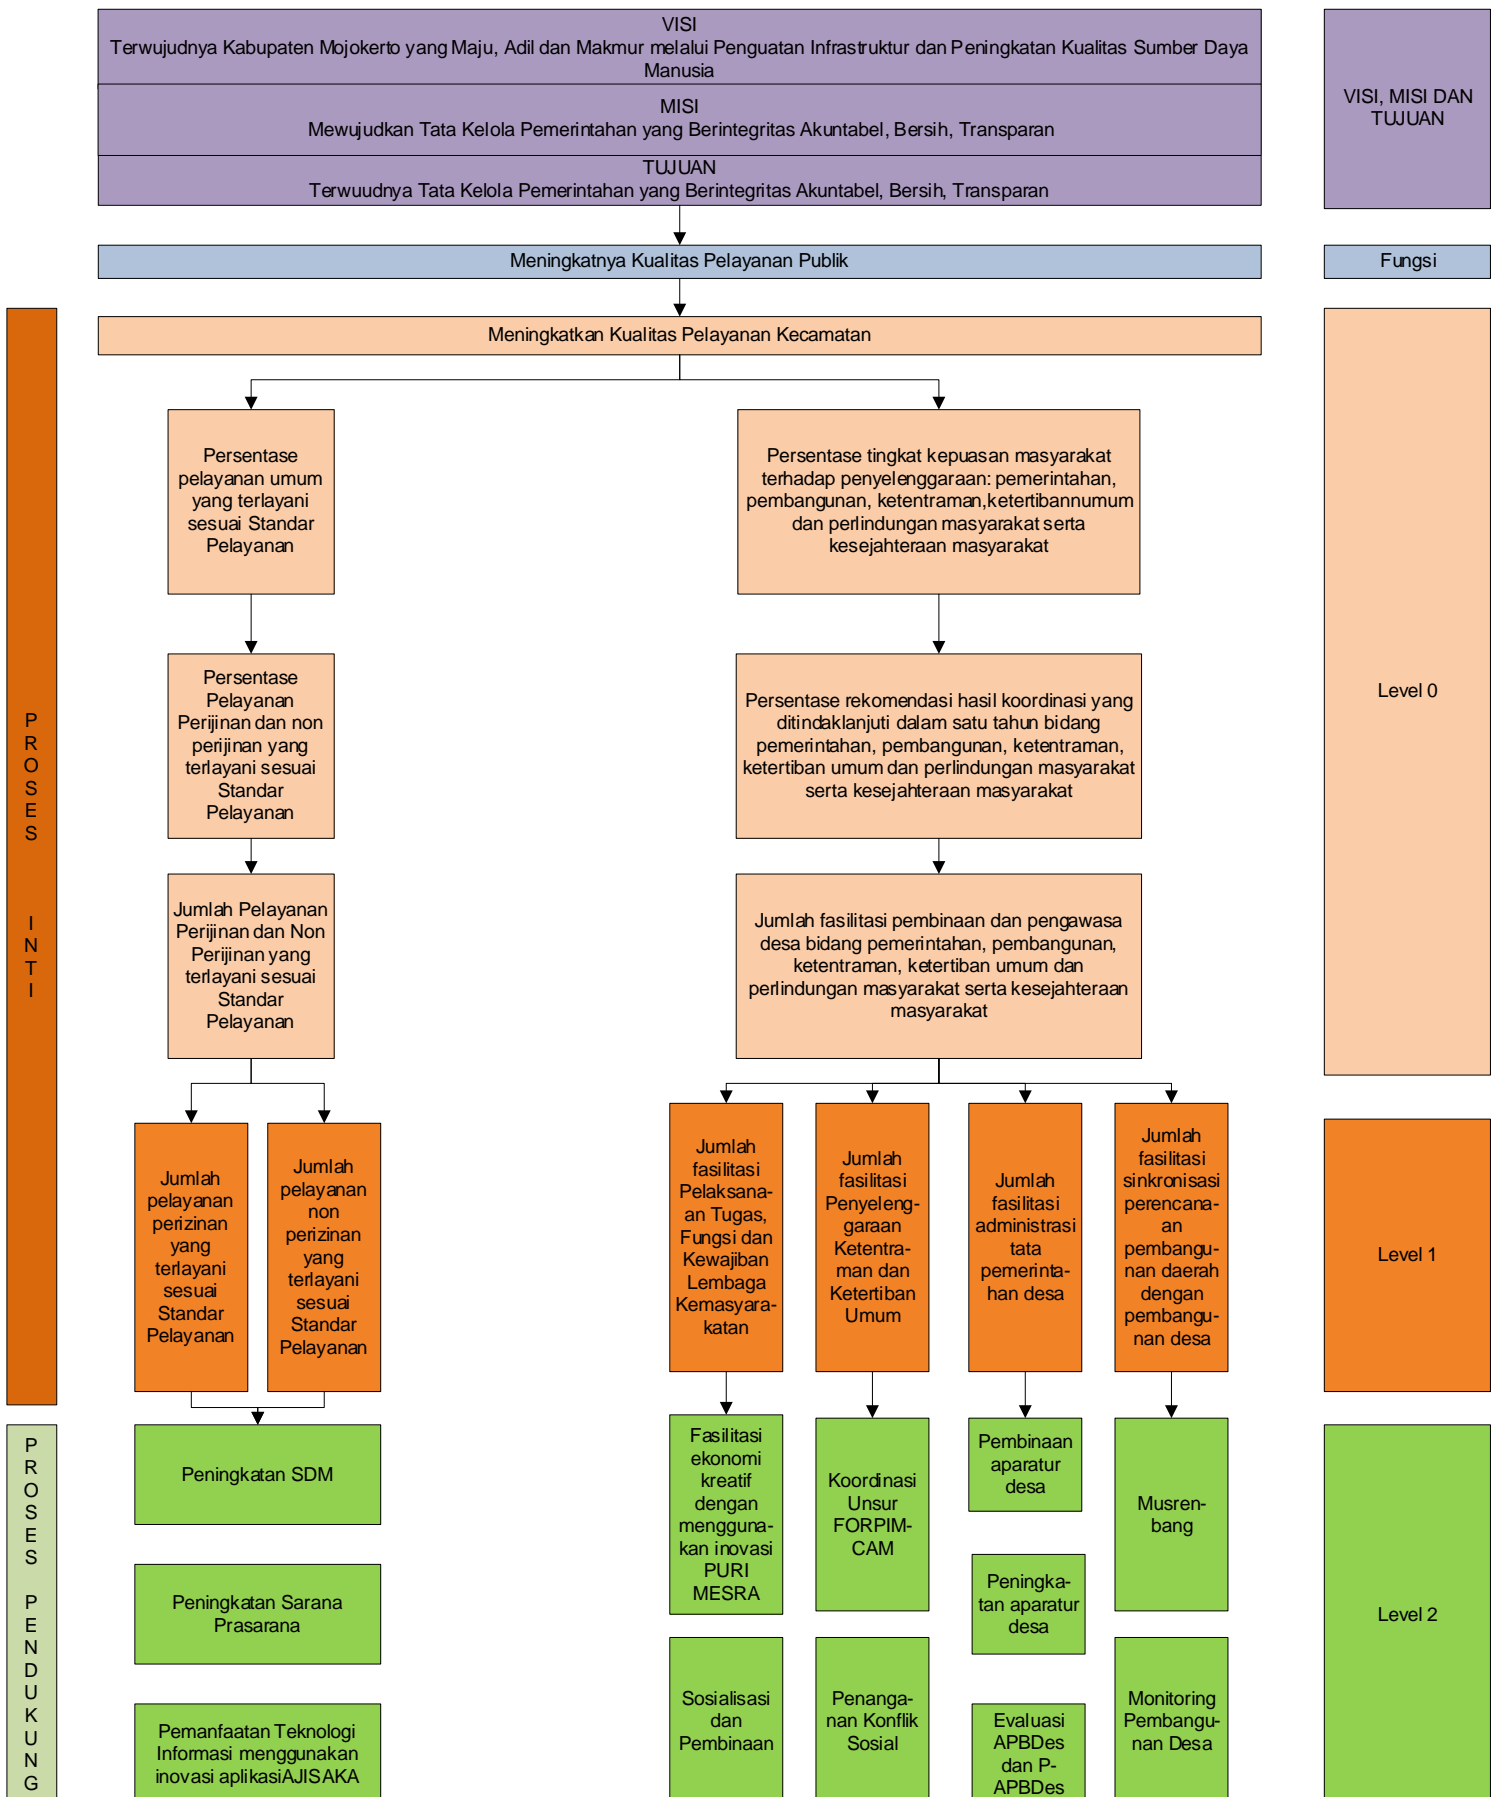 VISI
Terwujudnya Kabupaten Mojokerto yang Maju, Adil dan Makmur melalui Penguatan Infrastruktur dan Peningkatan Kualitas Sumber Daya
Manusia
MISI
Mewujudkan Tata Kelola Pemerintahan yang Berintegritas Akuntabel, Bersih, Transparan
TUJUAN
Terwuudnya Tata Kelola Pemerintahan yang Berintegritas Akuntabel, Bersih, Transparan
VISI, MISI DAN
TUJUAN
Meningkatnya Kualitas Pelayanan Publik
Fungsi
PROSES INTI
Meningkatkan Kualitas Pelayanan Kecamatan
Persentase
pelayanan umum
yang terlayani
sesuai Standar
Pelayanan
Persentase tingkat kepuasan masyarakat
terhadap penyelenggaraan: pemerintahan,
pembangunan, ketentraman,ketertibannumum
dan perlindungan masyarakat serta
kesejahteraan masyarakat
Persentase
Pelayanan
Perijinan dan non
perijinan yang
terlayani sesuai
Standar
Pelayanan
Persentase rekomendasi hasil koordinasi yang
ditindaklanjuti dalam satu tahun bidang
pemerintahan, pembangunan, ketentraman,
ketertiban umum dan perlindungan masyarakat
serta kesejahteraan masyarakat
Level 0
Jumlah Pelayanan
Perijinan dan Non
Perijinan yang
terlayani sesuai
Standar
Pelayanan
Jumlah fasilitasi pembinaan dan pengawasa
desa bidang pemerintahan, pembangunan,
ketentraman, ketertiban umum dan
perlindungan masyarakat serta kesejahteraan
masyarakat
Jumlah
pelayanan
perizinan
yang
terlayani
sesuai
Standar
Pelayanan
Jumlah
pelayanan
non
perizinan
yang
terlayani
sesuai
Standar
Pelayanan
Jumlah
fasilitasi
Pelaksana-
an Tugas,
Fungsi dan
Kewajiban
Lembaga
Kemasyara-
katan
Jumlah
fasilitasi
Penyeleng-
garaan
Ketentra-
man dan
Ketertiban
Umum
Jumlah
fasilitasi
administrasi
tata
pemerinta-
han desa
Jumlah
fasilitasi
sinkronisasi
perencana-
an
pembangu-
nan daerah
dengan
pembangu-
nan desa
Level 1
PROSES PENDUKUNG
Peningkatan SDM
Peningkatan Sarana
Prasarana
Pemanfaatan Teknologi
Informasi menggunakan
inovasi aplikasiAJISAKA
Fasilitasi
ekonomi
kreatif
dengan
mengguna-
kan inovasi
PURI
MESRA
Sosialisasi
dan
Pembinaan
Koordinasi
Unsur
FORPIM-
CAM
Penanga-
nan Konflik
Sosial
Pembinaan
aparatur
desa
Peningka-
tan aparatur
desa
Evaluasi
APBDes
dan P-
APBDes
Musren-
bang
Monitoring
Pembangu-
nan Desa
Level 2